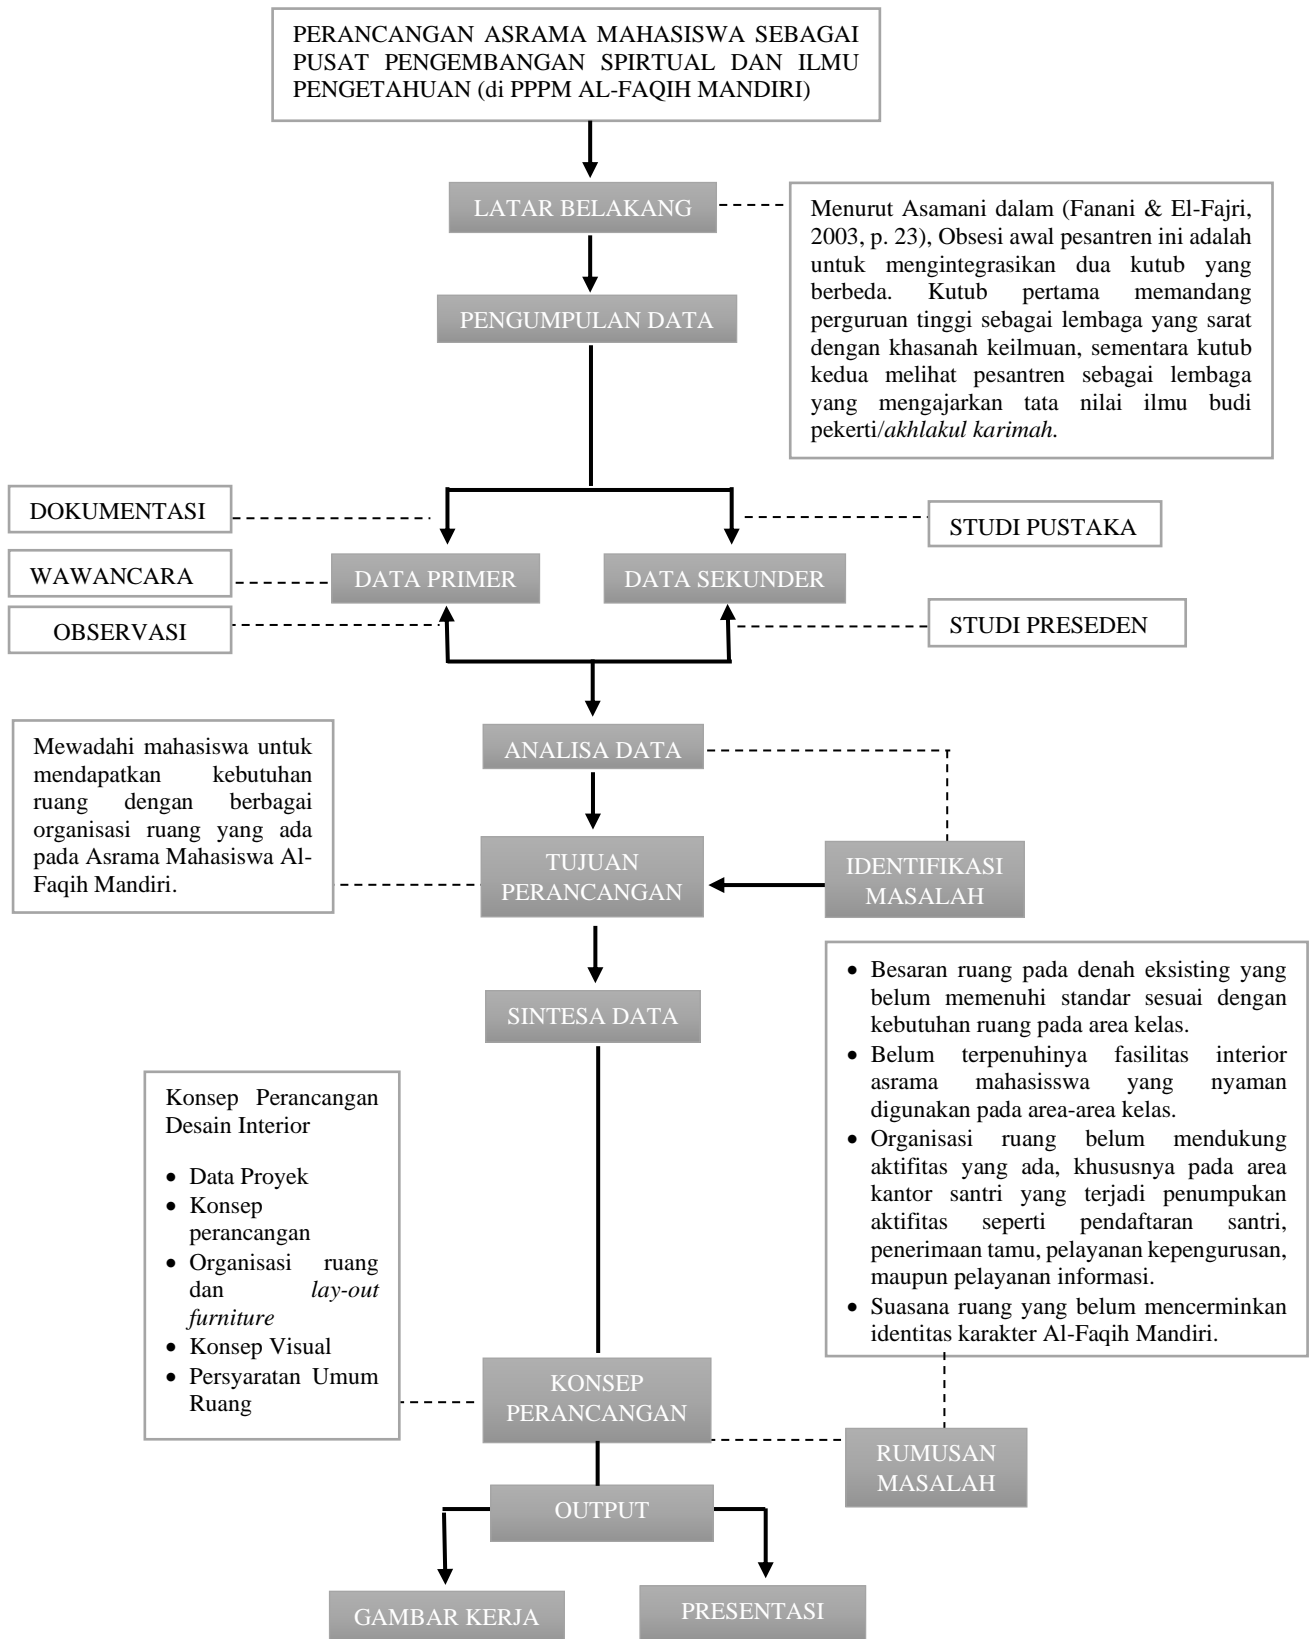 PERANCANGAN ASRAMA MAHASISWA SEBAGAI
PUSAT PENGEMBANGAN SPIRTUAL DAN ILMU
PENGETAHUAN (di PPPM AL-FAQIH MANDIRI)
LATAR BELAKANG
Menurut Asamani dalam (Fanani & El-Fajri,
2003, p. 23), Obsesi awal pesantren ini adalah
untuk mengintegrasikan dua kutub yang
berbeda. Kutub pertama memandang
perguruan tinggi sebagai lembaga yang sarat
dengan khasanah keilmuan, sementara kutub
kedua melihat pesantren sebagai lembaga
yang mengajarkan tata nilai ilmu budi
pekerti/akhlakul karimah.
PENGUMPULAN DATA
DOKUMENTASI
WAWANCARA
OBSERVASI
DATA PRIMER
DATA SEKUNDER
STUDI PUSTAKA
STUDI PRESEDEN
ANALISA DATA
Mewadahi mahasiswa untuk
mendapatkan kebutuhan
ruang dengan berbagai
organisasi ruang yang ada
pada Asrama Mahasiswa Al-
Faqih Mandiri.
TUJUAN
PERANCANGAN
IDENTIFIKASI
MASALAH
SINTESA DATA
• Besaran ruang pada denah eksisting yang
belum memenuhi standar sesuai dengan
kebutuhan ruang pada area kelas.
• Belum terpenuhinya fasilitas interior
asrama mahasisswa yang nyaman
digunakan pada area-area kelas.
• Organisasi ruang belum mendukung
aktifitas yang ada, khususnya pada area
kantor santri yang terjadi penumpukan
aktifitas seperti pendaftaran santri,
penerimaan tamu, pelayanan kepengurusan,
maupun pelayanan informasi.
• Suasana ruang yang belum mencerminkan
identitas karakter Al-Faqih Mandiri.
Konsep Perancangan
Desain Interior
• Data Proyek
• Konsep
perancangan
• Organisasi ruang
dan lay-out
furniture
• Konsep Visual
• Persyaratan Umum
Ruang
KONSEP
PERANCANGAN
RUMUSAN
MASALAH
OUTPUT
GAMBAR KERJA
PRESENTASI